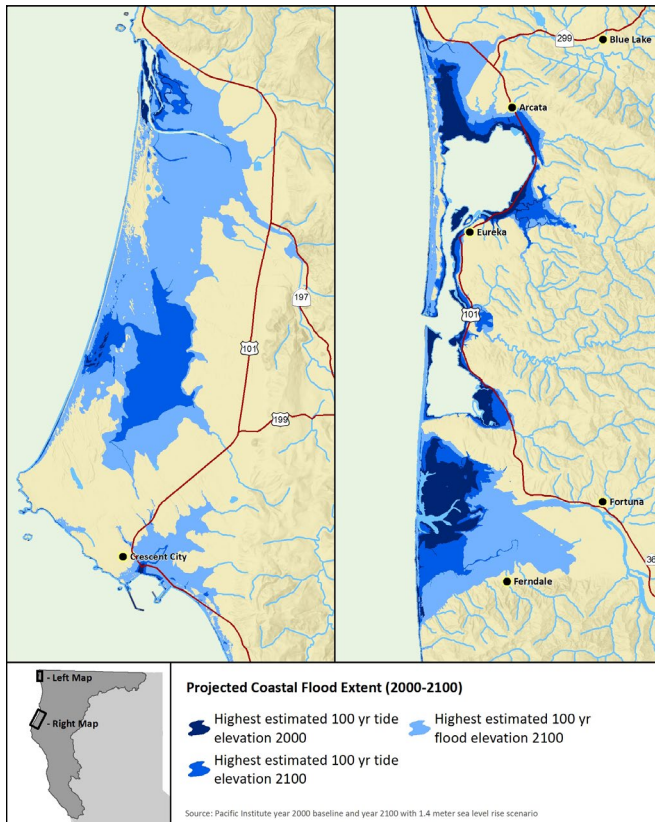 299
Blue Lake
Arcata
Eureka
197
101
101
199
Fortuna
36
Crescent City
Ferndale
- Left Map
- Right Map
Projected Coastal Flood Extent (2000-2100)
Highest estimated 100 yr tide
elevation 2000
Highest estimated 100 yr
flood elevation 2100
Highest estimated 100 yr tide
elevation 2100
Source: Pacific Institute year 2000 baseline and year 2100 with 1.4 meter sea level rise scenario